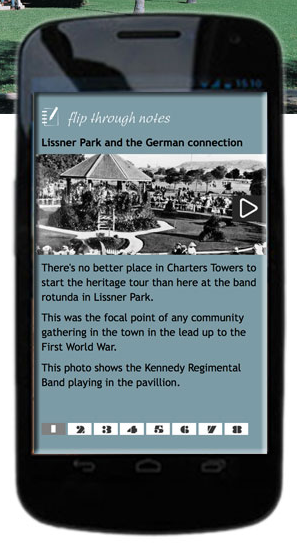 15:10
flip through notes
Lissner Park and the German connection
There's no better place in Charters Towers to
start the heritage tour than here at the band
rotunda in Lissner Park.
This was the focal point of any community
gathering in the town in the lead up to the
First World War.
This photo shows the Kennedy Regimental
Band playing in the pavillion.
1 2 3 4 5 6 7 8